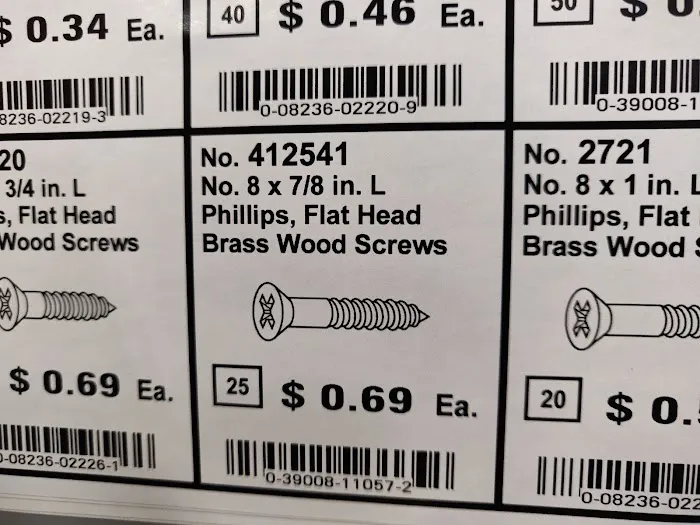 $ 0.34 Ea.
8236-02219-3
40 $ 0.46 Ea.
0-08236-02220-9
50 $ 0
0-39008-1
20
3/4 in. L
s, Flat Head
Wood Screws
$ 0.69 Ea.
0-08236-02226-1
No. 412541
No. 8 x 7/8 in. L
Phillips, Flat Head
Brass Wood Screws
25 $ 0.69 Ea.
0-39008-11057-2
No. 2721
No. 8 x 1 in. L
Phillips, Flat
Brass Wood
20 $ 0.
0-08236-022